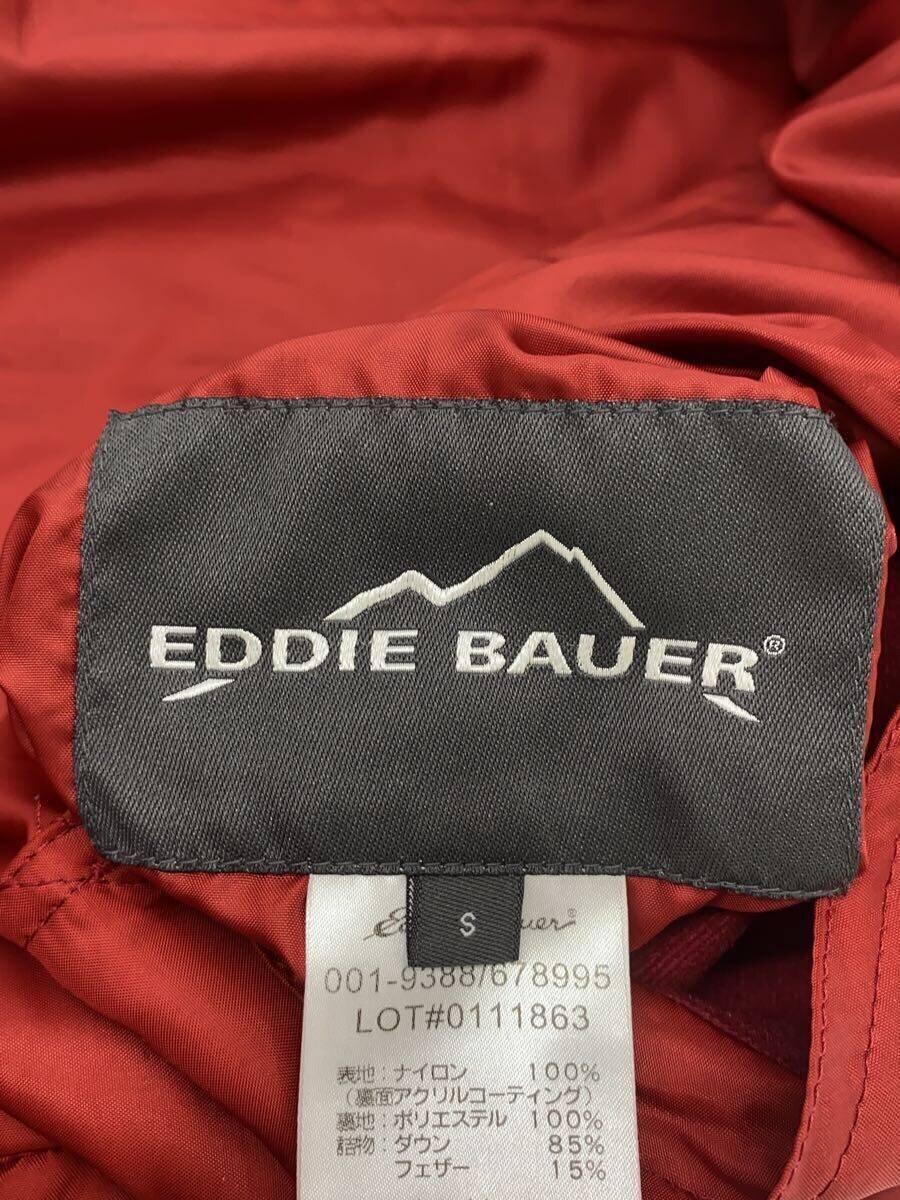 EDDIE BAUER®
S
001-9388/678995
LOT#0111863
表地：ナイロン 100%
（裏面アクリルコーティング）
裏地：ポリエステル 100%
詰物：ダウン 85%
フェザー 15%